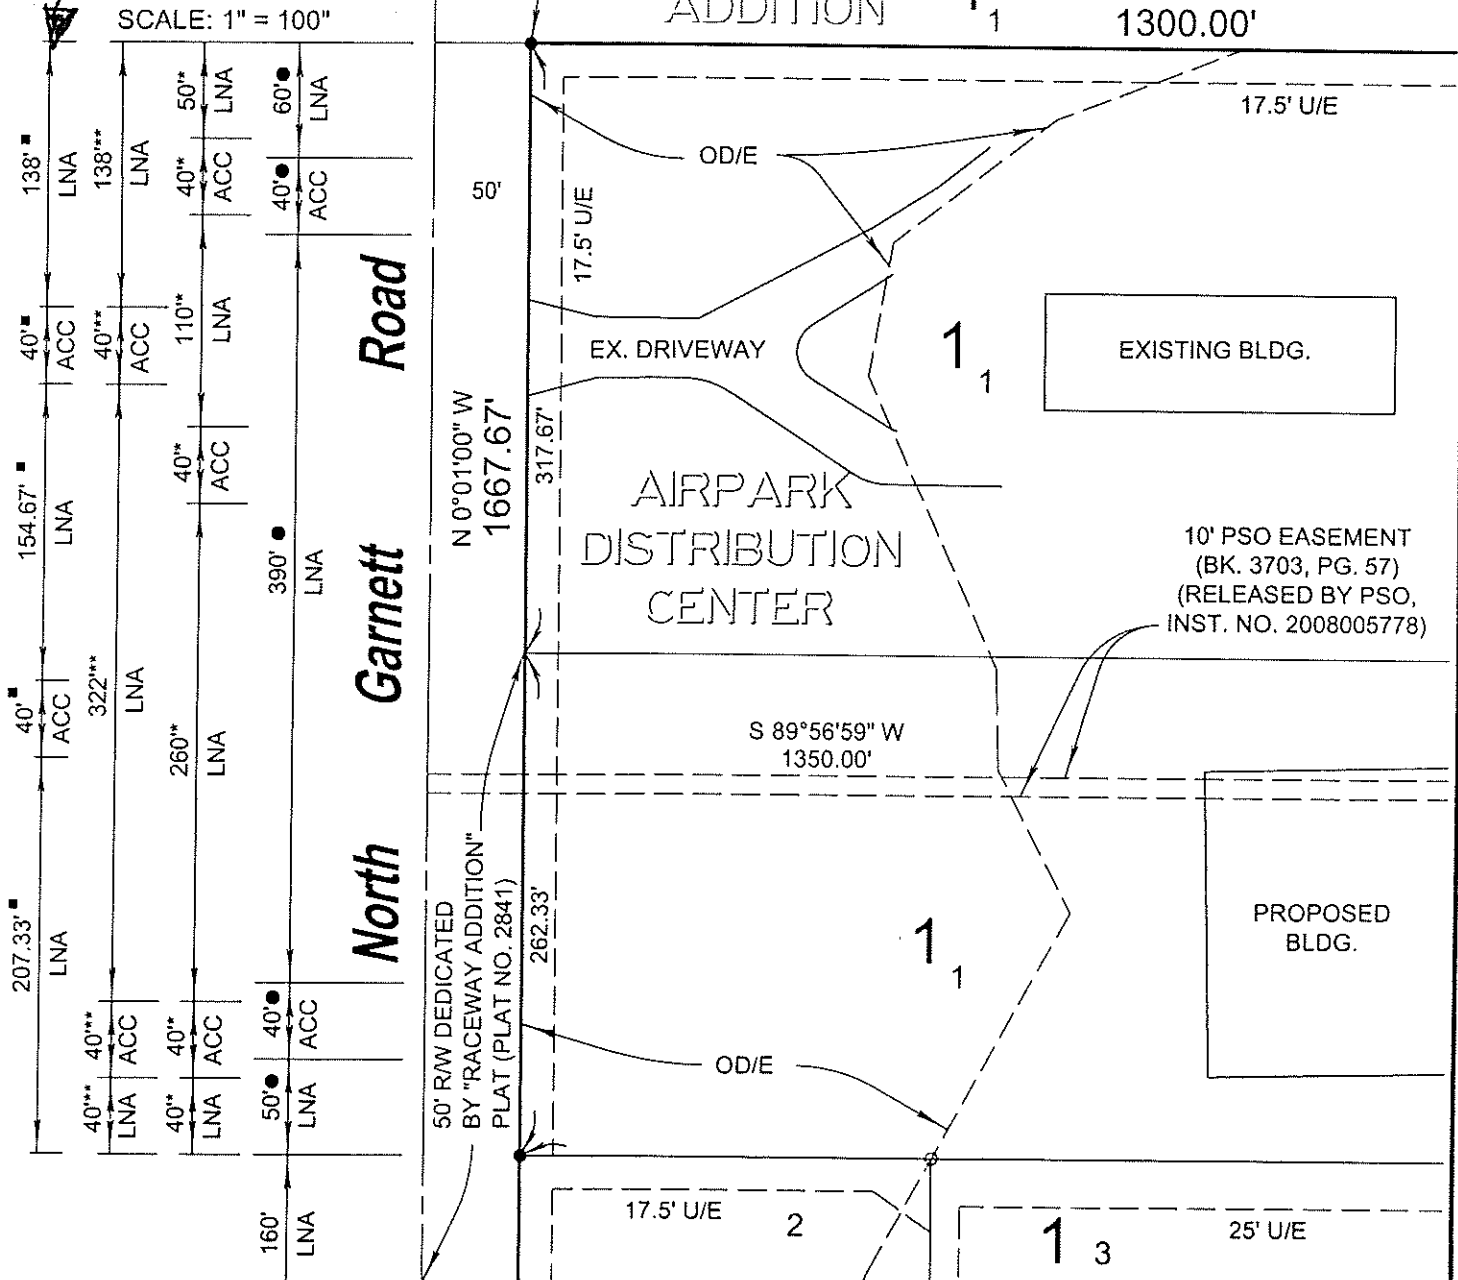 SCALE: 1" = 100"
ADDITION
1
1300.00'
138'■
LNA
138'**
LNA
50'*
LNA
60'●
LNA
40'*
ACC
40'●
ACC
50'
OD/E
17.5' U/E
17.5' U/E
40'■
ACC
40'**
ACC
110'*
LNA
EX. DRIVEWAY
1 1
EXISTING BLDG.
North Garnett Road
N 0°01'00" W
1667.67'
317.67'
154.67'■
LNA
40'*
ACC
390'●
LNA
AIRPARK
DISTRIBUTION
CENTER
10' PSO EASEMENT
(BK. 3703, PG. 57)
(RELEASED BY PSO,
INST. NO. 2008005778)
40'■
ACC
322'**
LNA
260'*
LNA
S 89°56'59" W
1350.00'
207.33'■
LNA
50' R/W DEDICATED
BY "RACEWAY ADDITION"
PLAT (PLAT NO. 2841)
262.33'
1 1
PROPOSED
BLDG.
40'**
ACC
40'*
ACC
40'●
ACC
OD/E
40'**
LNA
40'*
LNA
50'●
LNA
160'
LNA
17.5' U/E
2
1 3
25' U/E